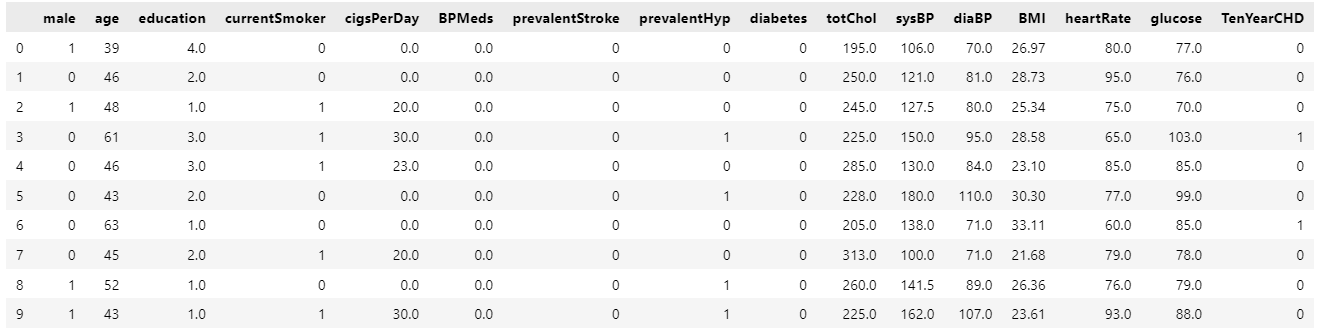 male age education currentSmoker cigsPerDay BPMeds prevalentStroke prevalentHyp diabetes totChol sysBP diaBP BMI heartRate glucose TenYearCHD
0 1 39 4.0 0 0.0 0.0 0 0 0 195.0 106.0 70.0 26.97 80.0 77.0 0
1 0 46 2.0 0 0.0 0.0 0 0 0 250.0 121.0 81.0 28.73 95.0 76.0 0
2 1 48 1.0 1 20.0 0.0 0 0 0 245.0 127.5 80.0 25.34 75.0 70.0 0
3 0 61 3.0 1 30.0 0.0 0 1 0 225.0 150.0 95.0 28.58 65.0 103.0 1
4 0 46 3.0 1 23.0 0.0 0 0 0 285.0 130.0 84.0 23.10 85.0 85.0 0
5 0 43 2.0 0 0.0 0.0 0 1 0 228.0 180.0 110.0 30.30 77.0 99.0 0
6 0 63 1.0 0 0.0 0.0 0 0 0 205.0 138.0 71.0 33.11 60.0 85.0 1
7 0 45 2.0 1 20.0 0.0 0 0 0 313.0 100.0 71.0 21.68 79.0 78.0 0
8 1 52 1.0 0 0.0 0.0 0 1 0 260.0 141.5 89.0 26.36 76.0 79.0 0
9 1 43 1.0 1 30.0 0.0 0 1 0 225.0 162.0 107.0 23.61 93.0 88.0 0